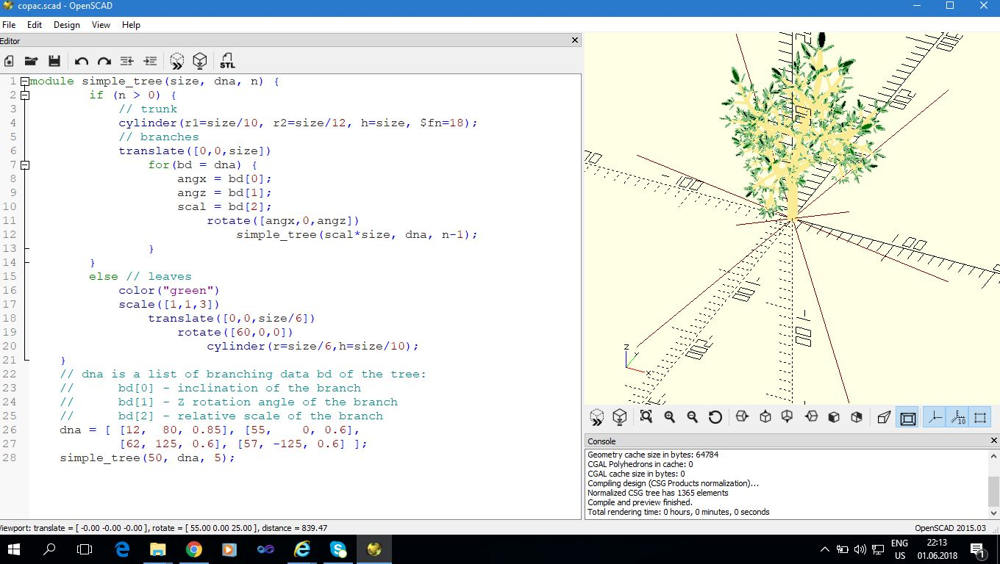 copac.scad - OpenSCAD
File Edit Design View Help
Editor
STL
1 module simple_tree(size, dna, n) {
2 if (n > 0) {
3 // trunk
4 cylinder(r1=size/10, r2=size/12, h=size, $fn=18);
5 // branches
6 translate([0,0,size])
7 for(bd = dna) {
8 angx = bd[0];
9 angz = bd[1];
10 scal = bd[2];
11 rotate([angx,0,angz])
12 simple_tree(scal*size, dna, n-1);
13 }
14 }
15 else // leaves
16 color("green")
17 scale([1,1,3])
18 translate([0,0,size/6])
19 rotate([60,0,0])
20 cylinder(r=size/6,h=size/10);
21 }
22 // dna is a list of branching data bd of the tree:
23 // bd[0] - inclination of the branch
24 // bd[1] - Z rotation angle of the branch
25 // bd[2] - relative scale of the branch
26 dna = [ [12, 80, 0.85], [55, 0, 0.6],
27 [62, 125, 0.6], [57, -125, 0.6] ];
28 simple_tree(50, dna, 5);
100
Z
Y
X
10
Console
Geometry cache size in bytes: 64784
CGAL Polyhedrons in cache: 0
CGAL cache size in bytes: 0
Compiling design (CSG Products normalization)...
Normalized CSG tree has 1365 elements
Compile and preview finished.
Total rendering time: 0 hours, 0 minutes, 0 seconds
Viewport: translate = [ -0.00 -0.00 -0.00 ], rotate = [ 55.00 0.00 25.00 ], distance = 839.47
OpenSCAD 2015.03
ENG
US
22:13
01.06.2018
1